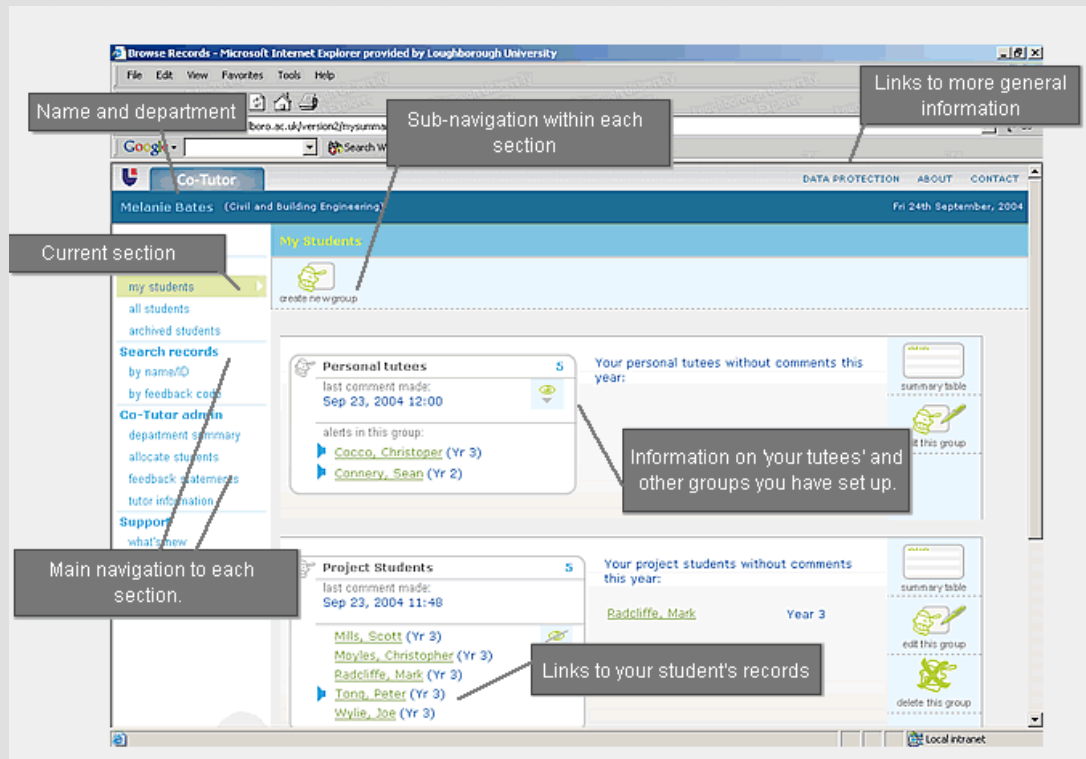 Browse Records - Microsoft Internet Explorer provided by Loughborough University
File Edit View Favorites Tools Help
Links to more general
information
Name and department
Sub-navigation within each
section
boro.ac.uk/version2/mysumma
Google
Search W
Co-Tutor
DATA PROTECTION ABOUT CONTACT
Melanie Bates (Civil and Building Engineering)
Fri 24th September, 2004
Current section
My Students
my students
create new group
all students
archived students
Search records
by name/ID
by feedback code
Co-Tutor admin
department summary
allocate students
feedback statements
tutor information
Support
what's new
Main navigation to each
section.
Personal tutees 5
last comment made:
Sep 23, 2004 12:00
alerts in this group:
Cocco, Christoper (Yr 3)
Connery, Sean (Yr 2)
Your personal tutees without comments this
year:
summary table
this group
Information on 'your tutees' and
other groups you have set up.
Project Students 5
last comment made:
Sep 23, 2004 11:48
Mills, Scott (Yr 3)
Moyles, Christopher (Yr 3)
Radcliffe, Mark (Yr 3)
Tong, Peter (Yr 3)
Wylie, Joe (Yr 3)
Your project students without comments
this year:
Radcliffe, Mark Year 3
Links to your student's records
summary table
edit this group
delete this group
Local intranet